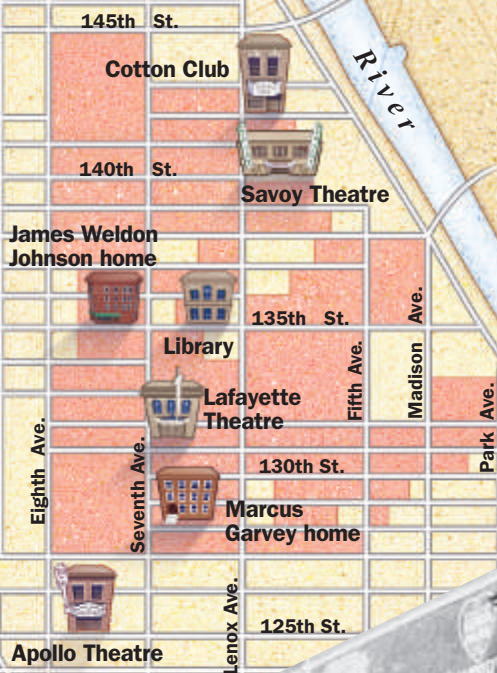 145th St.
Cotton Club
River
140th St.
Savoy Theatre
James Weldon
Johnson home
135th St.
Library
Madison Ave.
Fifth Ave.
Park Ave.
Lafayette
Theatre
Eighth Ave.
Seventh Ave.
130th St.
Marcus
Garvey home
Lenox Ave.
125th St.
Apollo Theatre